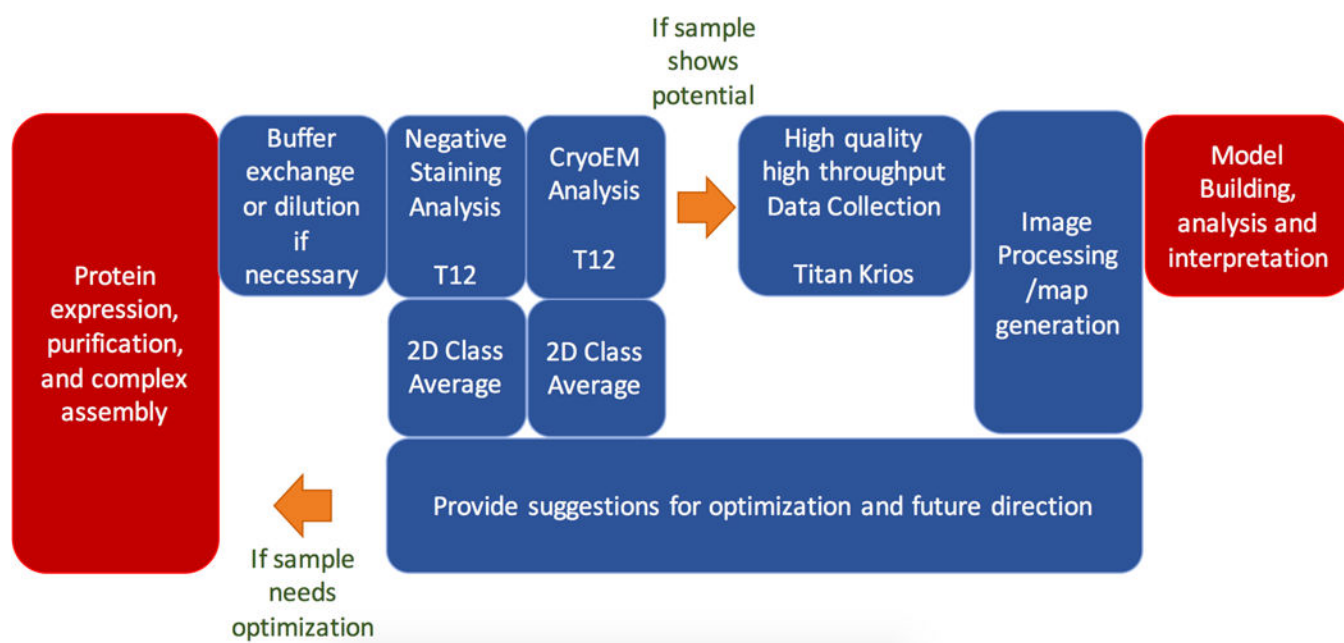 Protein
expression,
purification,
and complex
assembly
Buffer
exchange
or dilution
if
necessary
Negative
Staining
Analysis
T12
CryoEM
Analysis
T12
2D Class
Average
2D Class
Average
If sample
shows
potential
High quality
high throughput
Data Collection
Titan Krios
Image
Processing
/map
generation
Model
Building,
analysis and
interpretation
Provide suggestions for optimization and future direction
If sample
needs
optimization